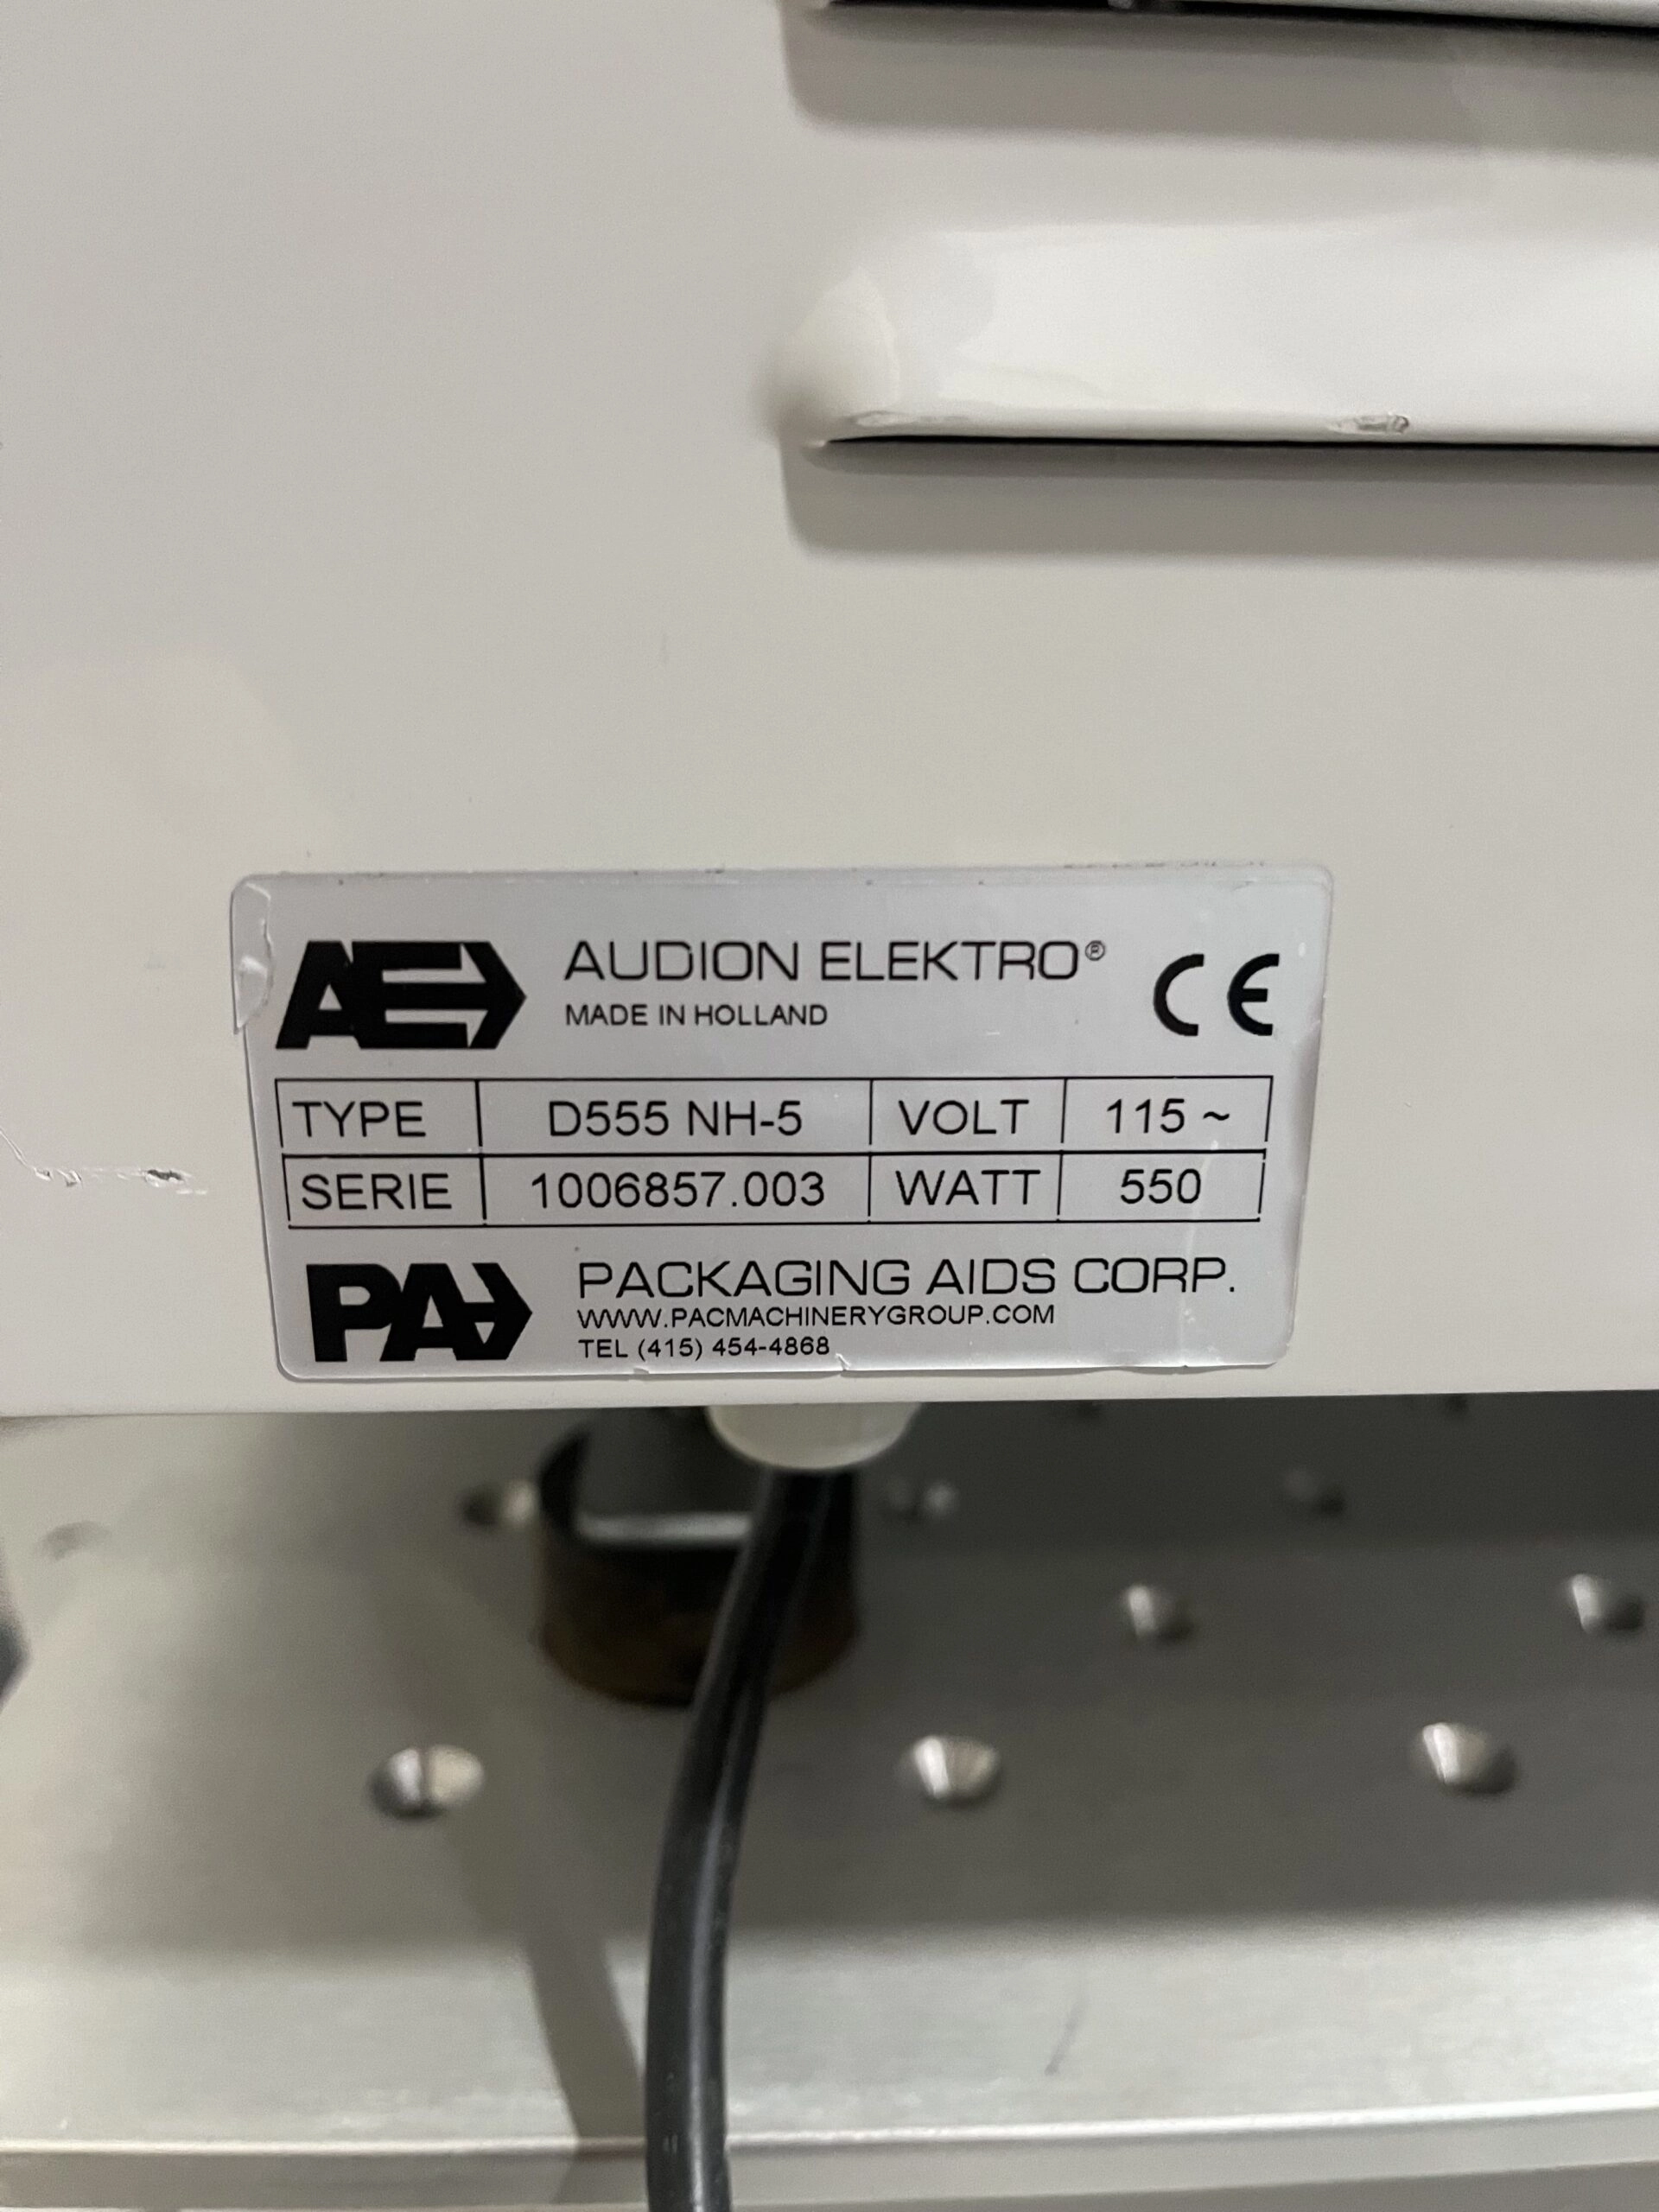 AE AUDION ELEKTRO® CE
MADE IN HOLLAND
TYPE D555 NH-5 VOLT 115 ~
SERIE 1006857.003 WATT 550
PA PACKAGING AIDS CORP.
WWW.PACMACHINERYGROUP.COM
TEL (415) 454-4868